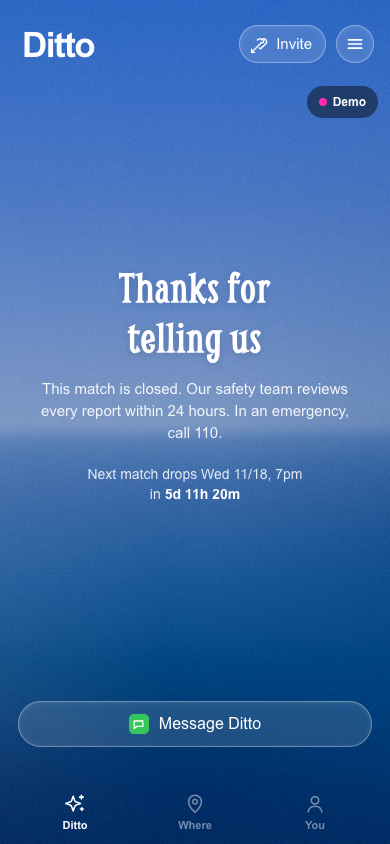 Ditto
Invite
Demo
Thanks for
telling us
This match is closed. Our safety team reviews
every report within 24 hours. In an emergency,
call 110.
Next match drops Wed 11/18, 7pm
in 5d 11h 20m
Message Ditto
Ditto
Where
You